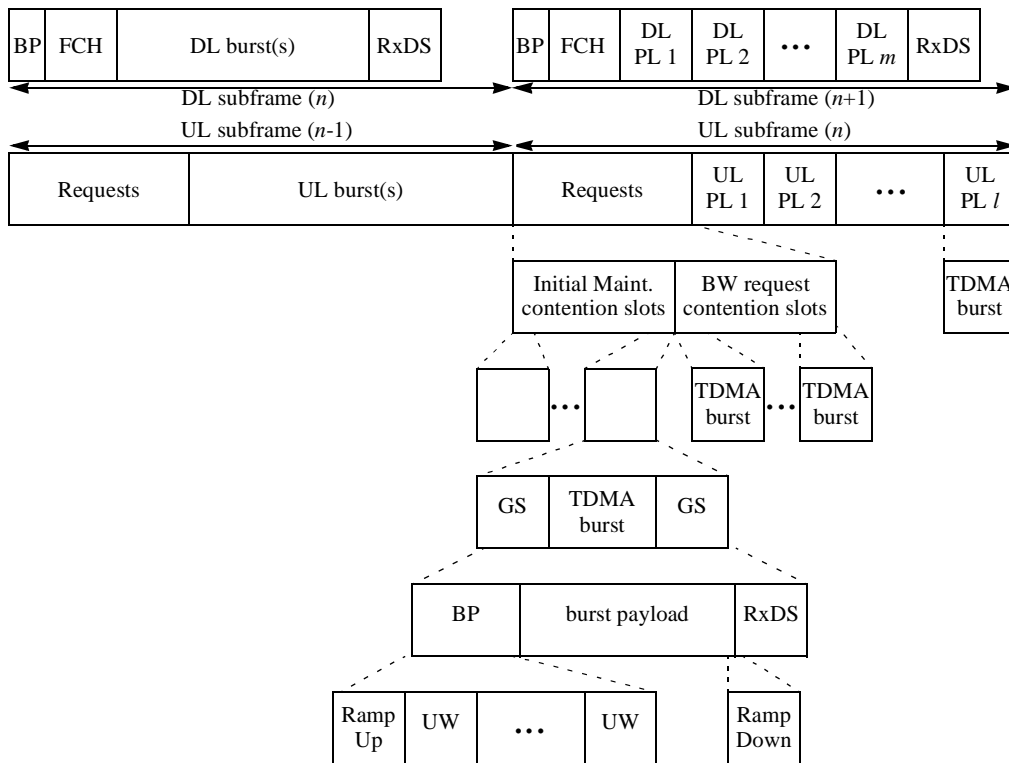 BP FCH DL burst(s) RxDS BP FCH DL PL 1 DL PL 2 ••• DL PL m RxDS
DL subframe (n) DL subframe (n+1)
UL subframe (n-1) UL subframe (n)
Requests UL burst(s) Requests UL PL 1 UL PL 2 ••• UL PL l
Initial Maint. contention slots BW request contention slots TDMA burst
••• TDMA burst ••• TDMA burst
GS TDMA burst GS
BP burst payload RxDS
Ramp Up UW ••• UW Ramp Down